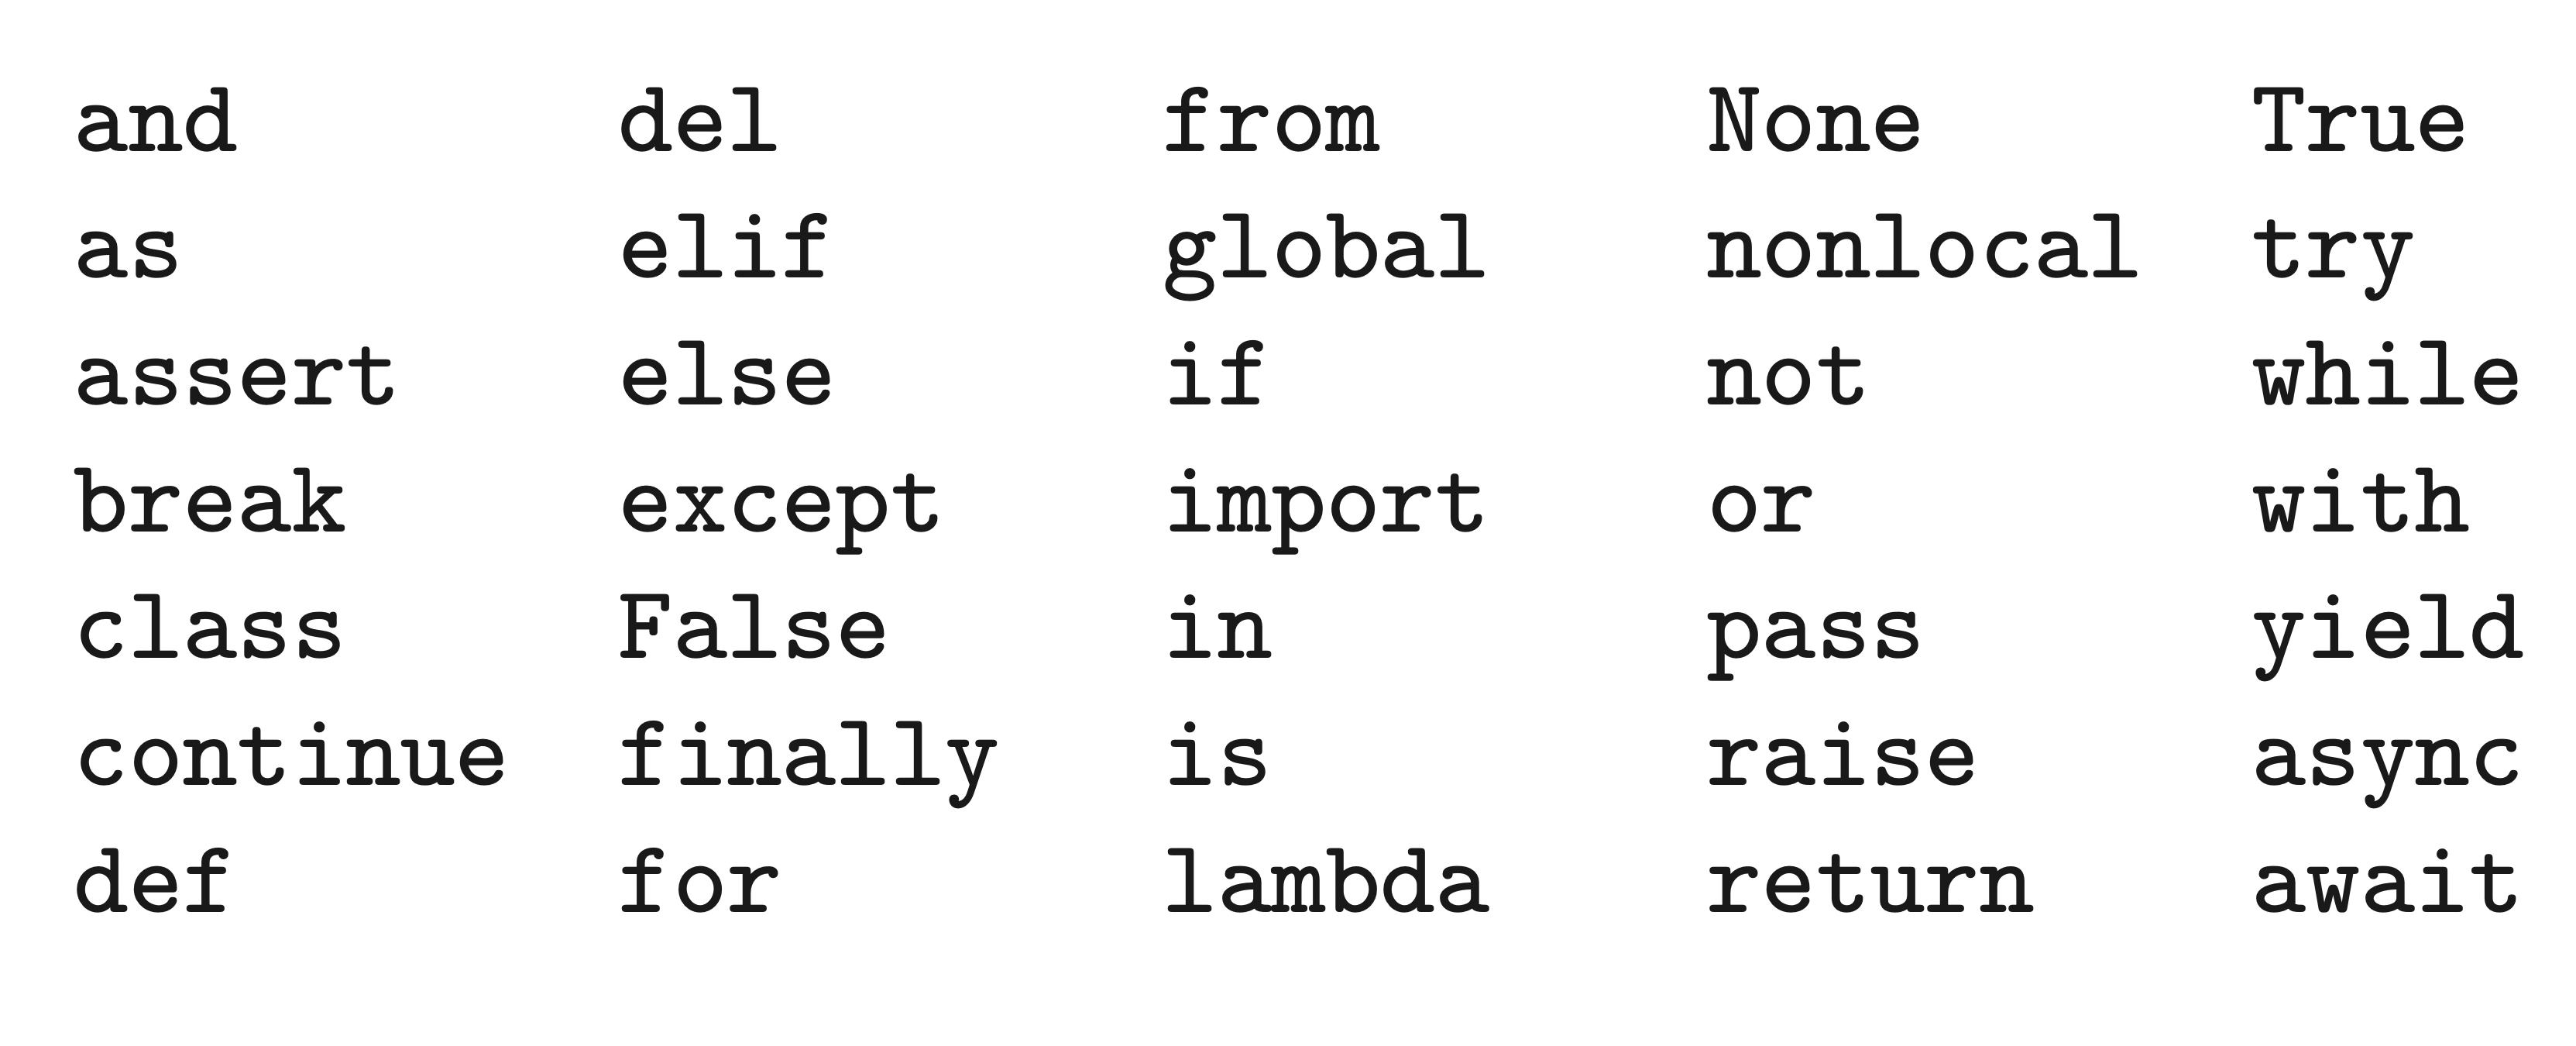 and del from None True
as elif global nonlocal try
assert else if not while
break except import or with
class False in pass yield
continue finally is raise async
def for lambda return await